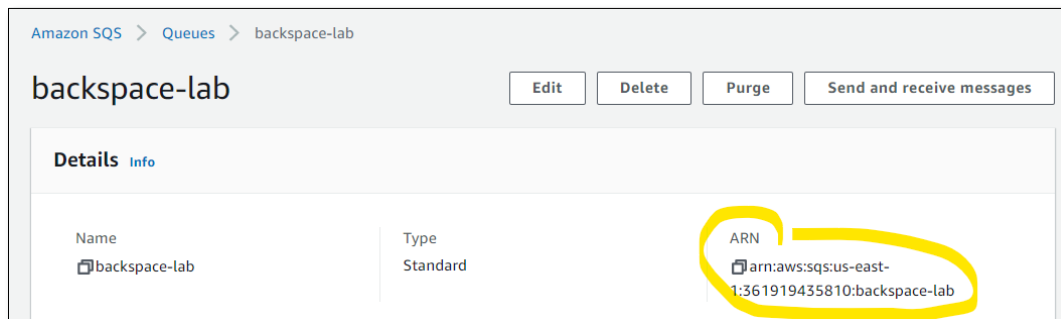 Amazon SQS > Queues > backspace-lab
backspace-lab
Edit Delete Purge Send and receive messages
Details Info
Name Type ARN
backspace-lab Standard arn:aws:sqs:us-east-
1:361919435810:backspace-lab